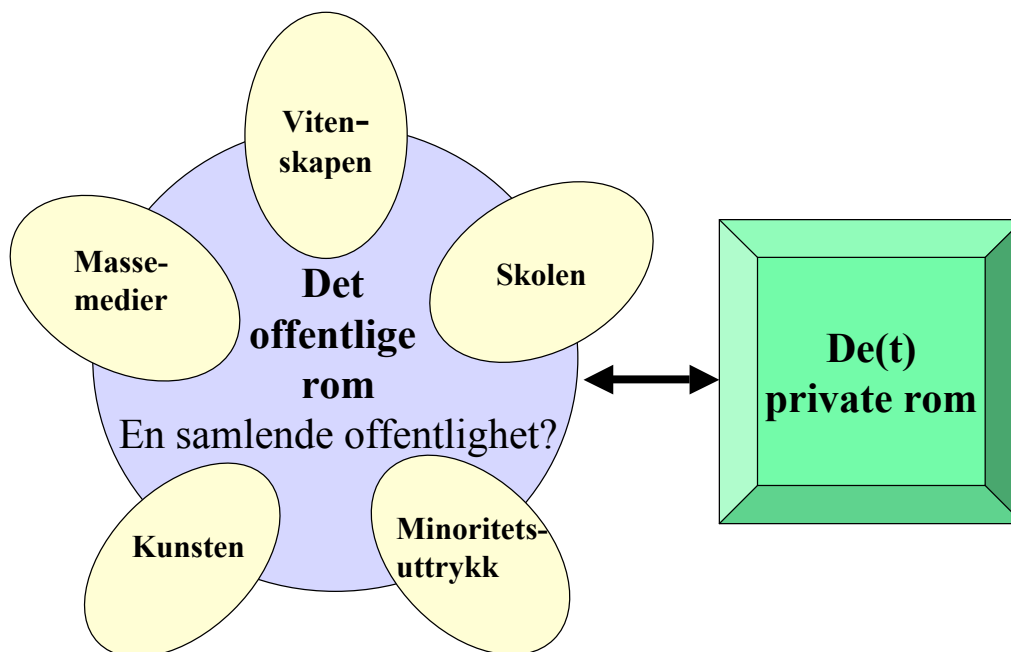 Viten-
skapen
Masse-
medier
Skolen
Det
offentlige
rom
En samlende offentlighet?
Kunsten
Minoritets-
uttrykk
De(t)
private rom